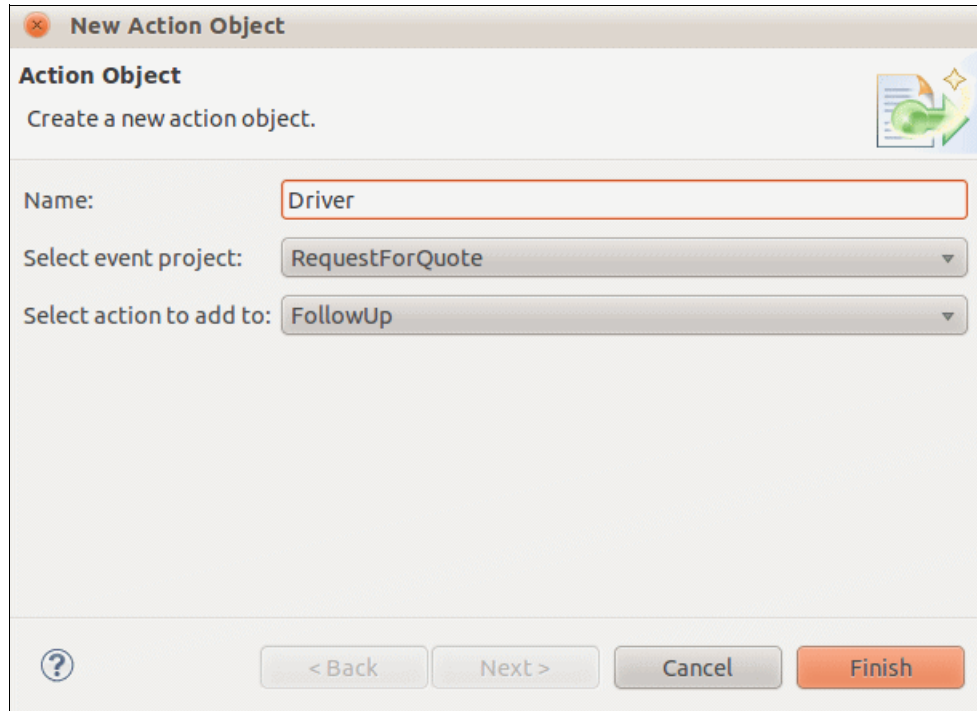 New Action Object
Action Object
Create a new action object.
Name: Driver
Select event project: RequestForQuote
Select action to add to: FollowUp
? < Back Next > Cancel Finish